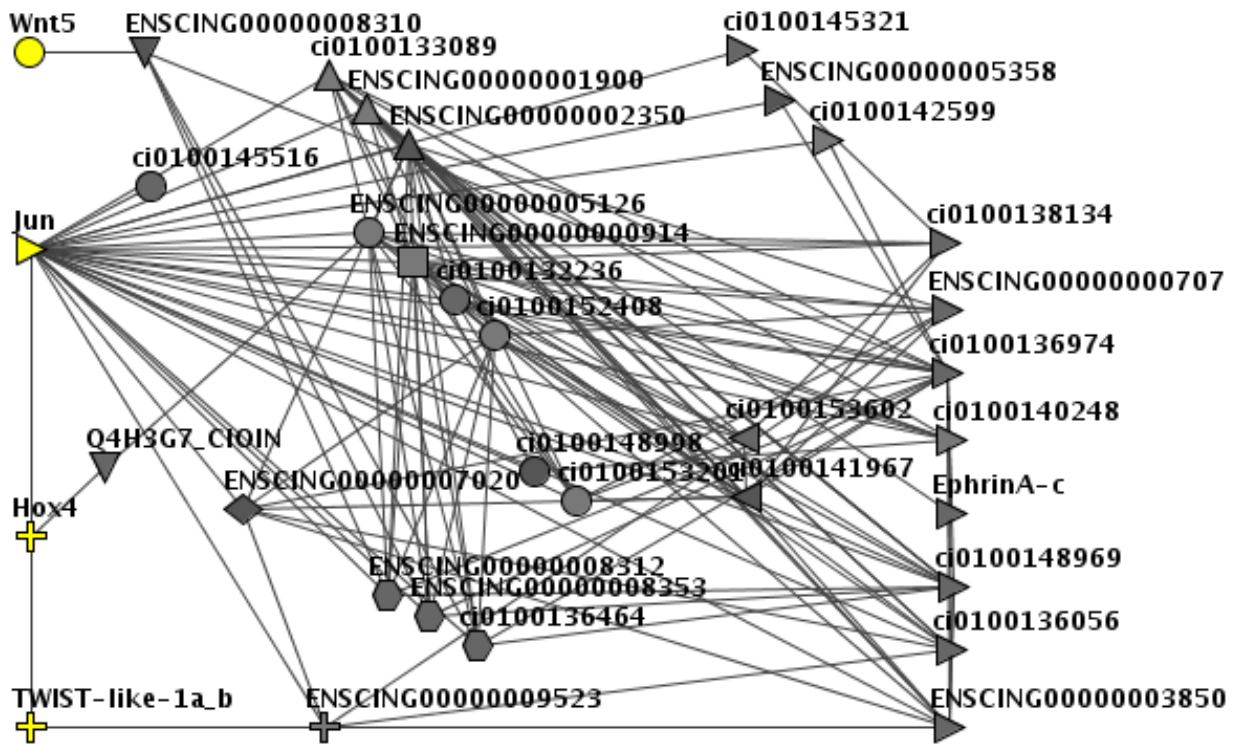 Wnt5
ENSCING00000008310
ci0100133089
ci0100145321
ENSCING00000001900
ENSCING00000005358
ENSCING00000002350
ci0100142599
ci0100145516
ENSCING00000005126
Jun
ENSCING00000000914
ci0100138134
ci0100132236
ENSCING00000000707
ci0100152408
ci0100136974
Q4H3G7_CIOIN
ci0100148998
ci0100153602
ci0100140248
ENSCING00000007020
ci0100153201
ci0100141967
EphrinA-c
Hox4
ENSCING00000008312
ci0100148969
ENSCING00000008353
ci0100136464
ci0100136056
TWIST-like-1a_b
ENSCING00000009523
ENSCING00000003850